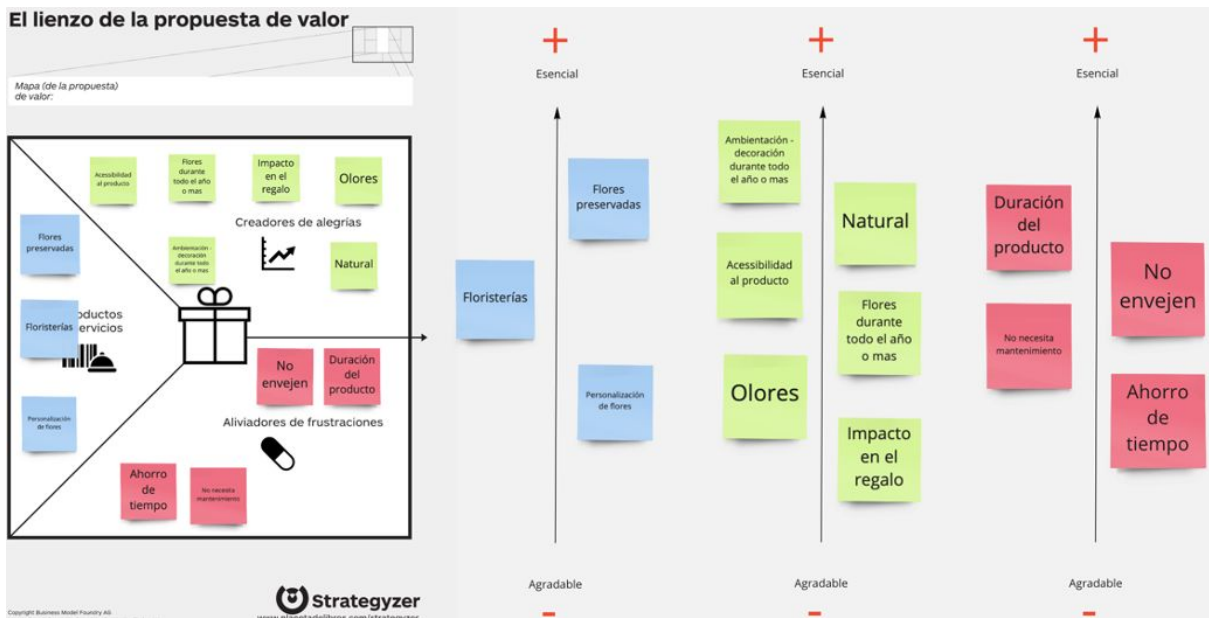 El lienzo de la propuesta de valor
Mapa (de la propuesta)
de valor:
Acessibilidad
al producto
Flores
durante
todo el año
o mas
Impacto
en el
regalo
Olores
Creadores de alegrías
Ambientación -
decoración
durante todo
el año o mas
Natural
Flores
preservadas
Floristerías
Personalización
de flores
No
envejen
Duración
del
producto
Aliviadores de frustraciones
Ahorro
de
tiempo
No necesita
mantenimiento
Strategyzer
Copyright Business Model Foundry AG
+
Esencial
Flores
preservadas
Floristerías
Personalización
de flores
Agradable
-
+
Esencial
Ambientación -
decoración
durante todo
el año o mas
Natural
Acessibilidad
al producto
Flores
durante
todo el año
o mas
Olores
Impacto
en el
regalo
Agradable
-
+
Esencial
Duración
del
producto
No
envejen
No necesita
mantenimiento
Ahorro
de
tiempo
Agradable
-